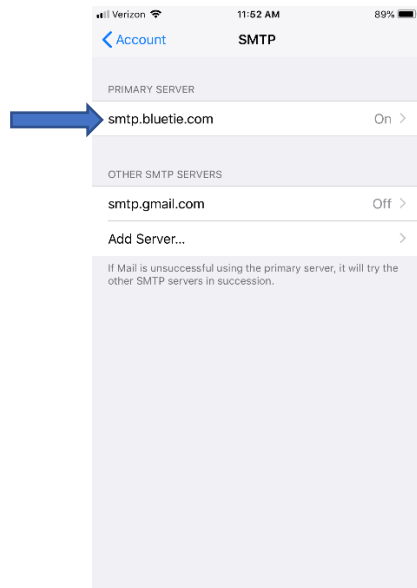 Verizon 11:52 AM 89%
Account SMTP
PRIMARY SERVER
smtp.bluetie.com On
OTHER SMTP SERVERS
smtp.gmail.com Off
Add Server...
If Mail is unsuccessful using the primary server, it will try the
other SMTP servers in succession.